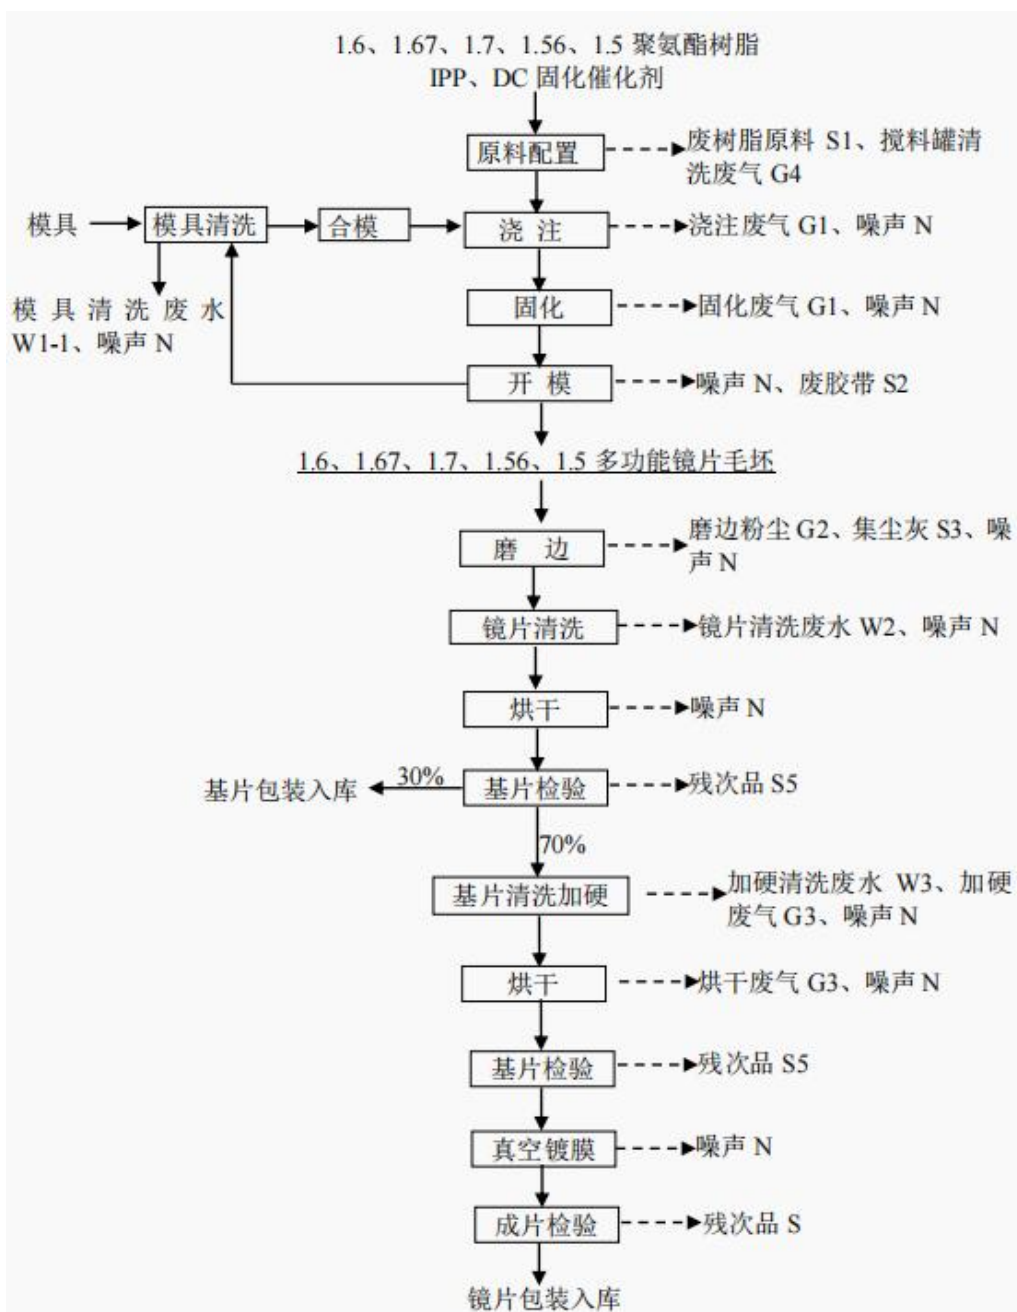 1.6、1.67、1.7、1.56、1.5 聚氨酯树脂
IPP、DC 固化催化剂
原料配置
废树脂原料 S1、搅料罐清
洗废气 G4
模具
模具清洗
合模
浇 注
浇注废气 G1、噪声 N
模具清洗废水
W1-1、噪声 N
固化
固化废气 G1、噪声 N
开 模
噪声 N、废胶带 S2
1.6、1.67、1.7、1.56、1.5 多功能镜片毛坯
磨 边
磨边粉尘 G2、集尘灰 S3、噪
声 N
镜片清洗
镜片清洗废水 W2、噪声 N
烘干
噪声 N
基片包装入库
30%
基片检验
残次品 S5
70%
基片清洗加硬
加硬清洗废水 W3、加硬
废气 G3、噪声 N
烘干
烘干废气 G3、噪声 N
基片检验
残次品 S5
真空镀膜
噪声 N
成片检验
残次品 S
镜片包装入库